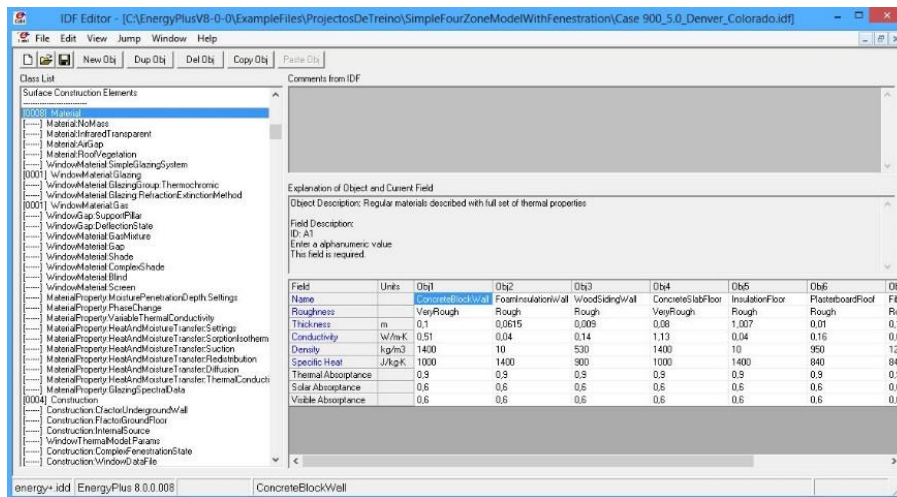 IDF Editor - [C:\EnergyPlusV8-0-0\ExampleFiles\ProjectosDeTreino\SimpleFourZoneModelWithFenestration\Case 900_5.0_Denver_Colorado.idf]
File Edit View Jump Window Help
New Obj Dup Obj Del Obj Copy Obj Paste Obj
Class List
Comments from IDF
Surface Construction Elements
------------------------
[0008] Material
[------] Material:NoMass
[------] Material:InfraredTransparent
[------] Material:AirGap
[------] Material:RoofVegetation
[------] WindowMaterial:SimpleGlazingSystem
[0001] WindowMaterial:Glazing
[------] WindowMaterial:GlazingGroup:Thermochromic
[------] WindowMaterial:Glazing:RefractionExtinctionMethod
[0001] WindowMaterial:Gas
[------] WindowGap:SupportPillar
[------] WindowGap:DeflectionState
[------] WindowMaterial:GasMixture
[------] WindowMaterial:Gap
[------] WindowMaterial:Shade
[------] WindowMaterial:ComplexShade
[------] WindowMaterial:Blind
[------] WindowMaterial:Screen
[------] MaterialProperty:MoisturePenetrationDepth:Settings
[------] MaterialProperty:PhaseChange
[------] MaterialProperty:VariableThermalConductivity
[------] MaterialProperty:HeatAndMoistureTransfer:Settings
[------] MaterialProperty:HeatAndMoistureTransfer:SorptionIsotherm
[------] MaterialProperty:HeatAndMoistureTransfer:Suction
[------] MaterialProperty:HeatAndMoistureTransfer:Redistribution
[------] MaterialProperty:HeatAndMoistureTransfer:Diffusion
[------] MaterialProperty:HeatAndMoistureTransfer:ThermalConducti
[------] MaterialProperty:GlazingSpectralData
[0004] Construction
[------] Construction:CfactorUndergroundWall
[------] Construction:FfactorGroundFloor
[------] Construction:InternalSource
[------] WindowThermalModel:Params
[------] Construction:ComplexFenestrationState
[------] Construction:WindowDataFile
Explanation of Object and Current Field
Object Description: Regular materials described with full set of thermal properties
Field Description:
ID: A1
Enter a alphanumeric value
This field is required.
Field Units Obj1 Obj2 Obj3 Obj4 Obj5 Obj6 Ob
Name ConcreteBlockWall FoamInsulationWall WoodSidingWall ConcreteSlabFloor InsulationFloor PlasterboardRoof Fi
Roughness VeryRough Rough Rough VeryRough Rough Rough Ro
Thickness m 0,1 0,0615 0,009 0,08 1,007 0,01 0,
Conductivity W/m-K 0,51 0,04 0,14 1,13 0,04 0,16 0,
Density kg/m3 1400 10 530 1400 10 950 12
Specific Heat J/kg-K 1000 1400 900 1000 1400 840 84
Thermal Absorptance 0,9 0,9 0,9 0,9 0,9 0,9 0,
Solar Absorptance 0,6 0,6 0,6 0,6 0,6 0,6 0,
Visible Absorptance 0,6 0,6 0,6 0,6 0,6 0,6 0,
energy+.idd EnergyPlus 8.0.0.008 ConcreteBlockWall